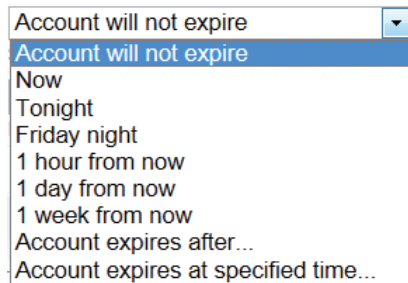 Account will not expire
Account will not expire
Now
Tonight
Friday night
1 hour from now
1 day from now
1 week from now
Account expires after...
Account expires at specified time...